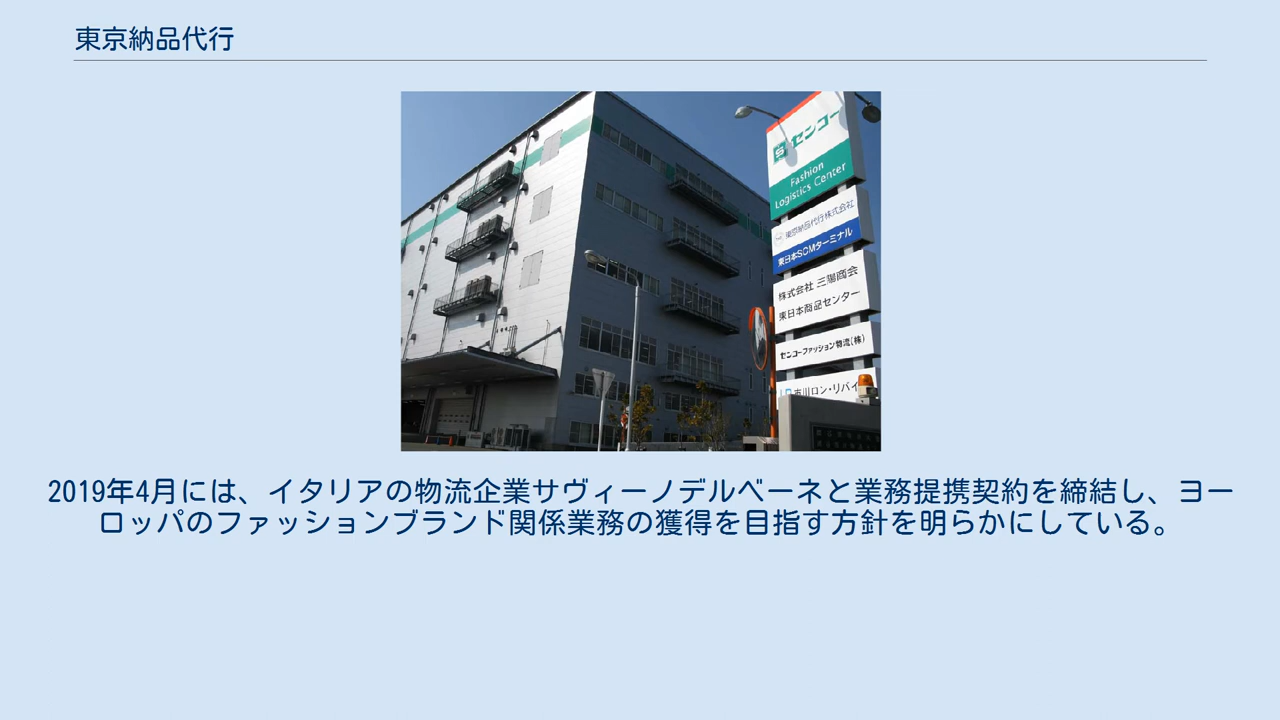 東京納品代行
センコー
Fashion
Logistics Center
東京納品代行株式会社
東日本SCMターミナル
株式会社 三陽商会
東日本商品センター
センコーファッション物流(株)
市川ロン・リバイ
2019年4月には、イタリアの物流企業サヴィーノデルベーネと業務提携契約を締結し、ヨー
ロッパのファッションブランド関係業務の獲得を目指す方針を明らかにしている。